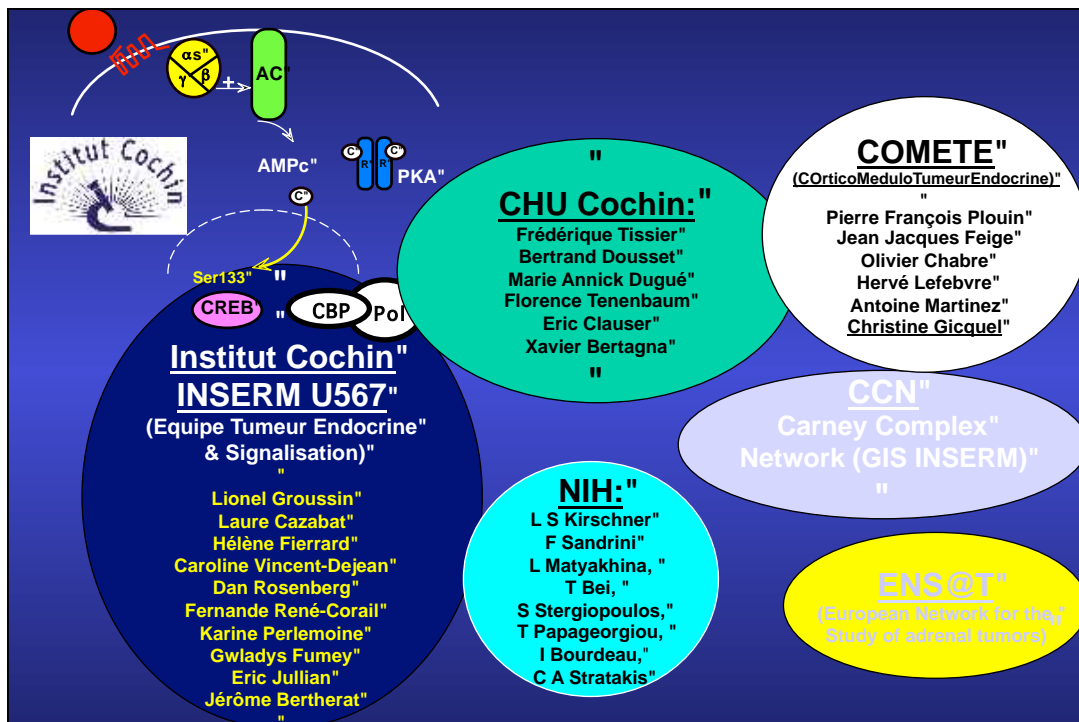 αs"
γ
β
+
AC"
AMPc"
C"
R"
R"
C"
PKA"
C"
Institut Cochin
Ser133"
"
CREB"
"
CBP
Pol
Institut Cochin"
INSERM U567"
(Equipe Tumeur Endocrine"
& Signalisation)"
"
Lionel Groussin"
Laure Cazabat"
Hélène Fierrard"
Caroline Vincent-Dejean"
Dan Rosenberg"
Fernande René-Corail"
Karine Perlemoine"
Gwladys Fumey"
Eric Jullian"
Jérôme Bertherat"
"
"
CHU Cochin:"
Frédérique Tissier"
Bertrand Dousset"
Marie Annick Dugué"
Florence Tenenbaum"
Eric Clauser"
Xavier Bertagna"
"
NIH:"
L S Kirschner"
F Sandrini"
L Matyakhina, "
T Bei, "
S Stergiopoulos,"
T Papageorgiou, "
I Bourdeau,"
C A Stratakis"
COMETE"
(COrticoMeduloTumeurEndocrine)"
"
Pierre François Plouin"
Jean Jacques Feige"
Olivier Chabre"
Hervé Lefebvre"
Antoine Martinez"
Christine Gicquel"
CCN"
Carney Complex"
Network (GIS INSERM)"
"
ENS@T"
(European Network for the"
Study of adrenal tumors)